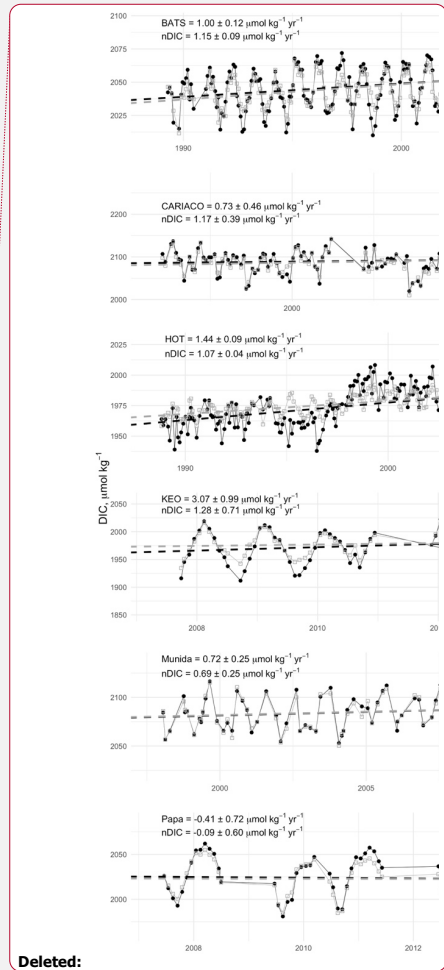 2100
BATS = 1.00 ± 0.12 μmol kg⁻¹ yr⁻¹
nDIC = 1.15 ± 0.09 μmol kg⁻¹ yr⁻¹
2075
2050
2025
1990
2000
CARIACO = 0.73 ± 0.46 μmol kg⁻¹ yr⁻¹
nDIC = 1.17 ± 0.39 μmol kg⁻¹ yr⁻¹
2200
2100
2000
2000
2025
HOT = 1.44 ± 0.09 μmol kg⁻¹ yr⁻¹
nDIC = 1.07 ± 0.04 μmol kg⁻¹ yr⁻¹
2000
1975
1950
1990
2000
DIC, μmol kg⁻¹
KEO = 3.07 ± 0.99 μmol kg⁻¹ yr⁻¹
nDIC = 1.28 ± 0.71 μmol kg⁻¹ yr⁻¹
2050
2000
1950
1900
1850
2008
2010
20
Munida = 0.72 ± 0.25 μmol kg⁻¹ yr⁻¹
nDIC = 0.69 ± 0.25 μmol kg⁻¹ yr⁻¹
2100
2050
2000
2005
Papa = -0.41 ± 0.72 μmol kg⁻¹ yr⁻¹
nDIC = -0.09 ± 0.60 μmol kg⁻¹ yr⁻¹
2050
2000
2008
2010
2012
Deleted: